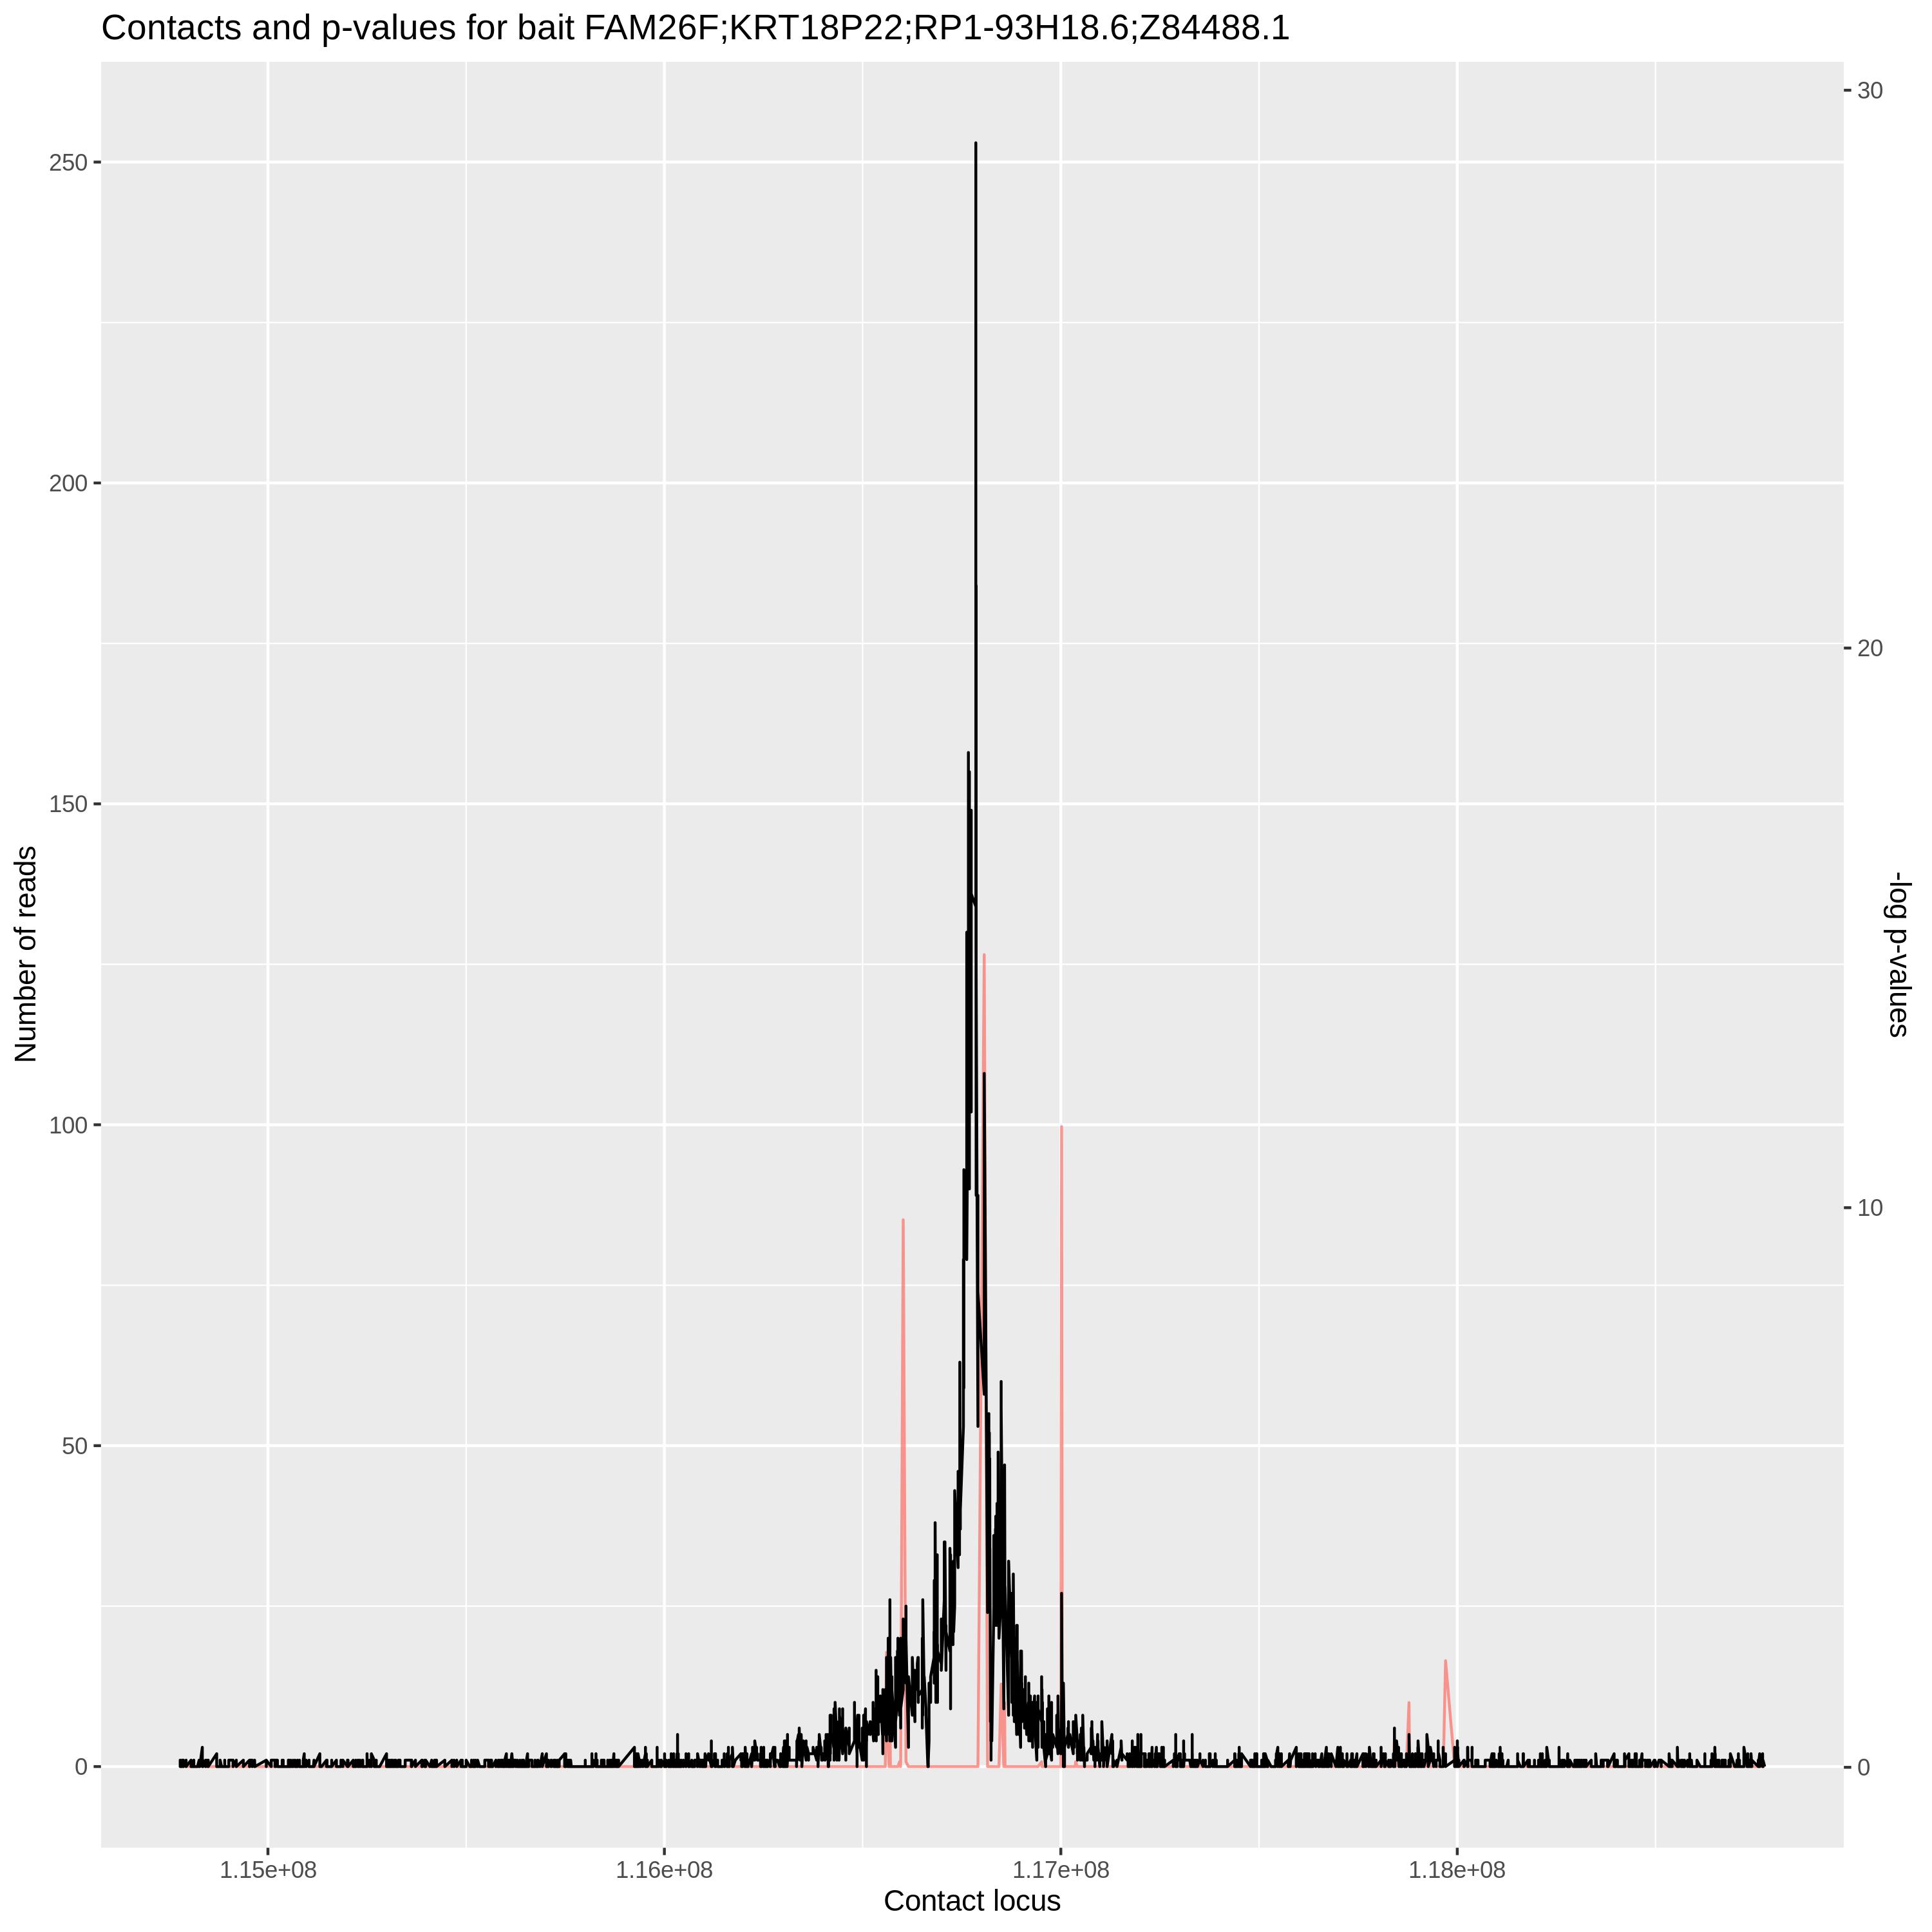 Contacts and p-values for bait FAM26F;KRT18P22;RP1-93H18.6;Z84488.1
250
200
150
100
50
0
Number of reads
30
20
10
0
-log p-values
1.15e+08
1.16e+08
1.17e+08
1.18e+08
Contact locus